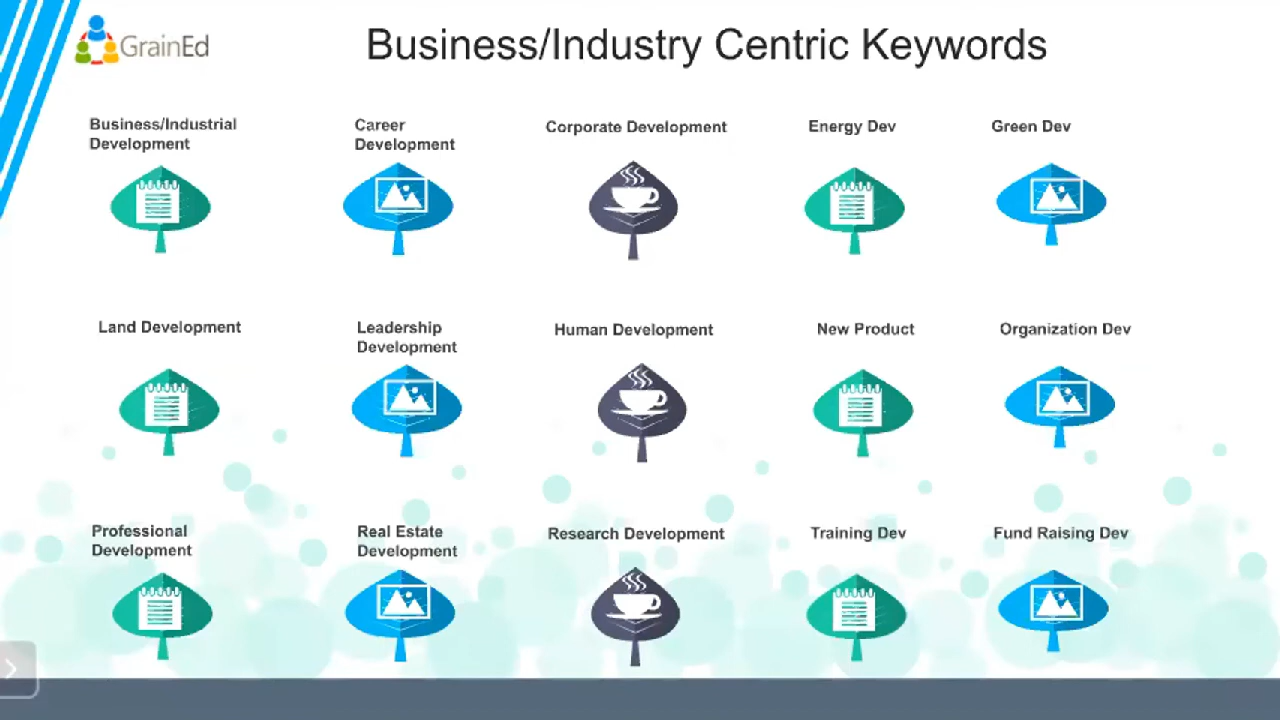 GrainEd
Business/Industry Centric Keywords
Business/Industrial
Development
Career
Development
Corporate Development
Energy Dev
Green Dev
Land Development
Leadership
Development
Human Development
New Product
Organization Dev
Professional
Development
Real Estate
Development
Research Development
Training Dev
Fund Raising Dev